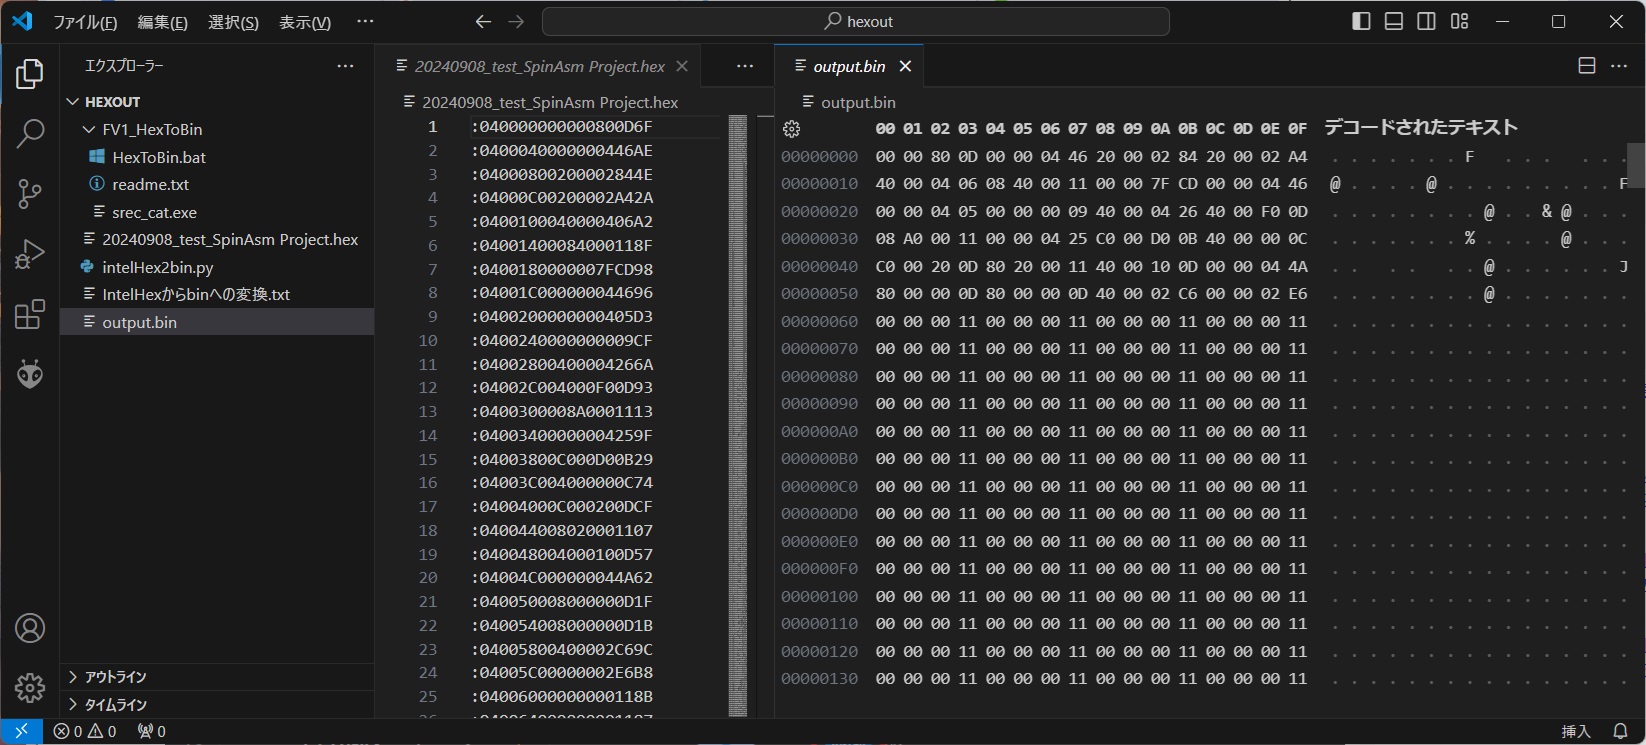 ファイル(F) 編集(E) 選択(S) 表示(V) ··· hexout
エクスプローラー ···
HEXOUT
FV1_HexToBin
HexToBin.bat
readme.txt
srec_cat.exe
20240908_test_SpinAsm Project.hex
intelHex2bin.py
IntelHexからbinへの変換.txt
output.bin
アウトライン
タイムライン
20240908_test_SpinAsm Project.hex ···
20240908_test_SpinAsm Project.hex
1 :040000000000800D6F
2 :0400040000000446AE
3 :04000800200002844E
4 :04000C00200002A42A
5 :0400100040000406A2
6 :04001400084000118F
7 :0400180000007FCD98
8 :04001C000000044696
9 :0400200000000405D3
10 :0400240000000009CF
11 :04002800400004266A
12 :04002C004000F00D93
13 :0400300008A0001113
14 :04003400000004259F
15 :04003800C000D00B29
16 :04003C004000000C74
17 :04004000C000200DCF
18 :040044008020001107
19 :040048004000100D57
20 :04004C000000044A62
21 :040050008000000D1F
22 :040054008000000D1B
23 :04005800400002C69C
24 :04005C00000002E6B8
25 :04006000000000118B
output.bin ···
output.bin
00 01 02 03 04 05 06 07 08 09 0A 0B 0C 0D 0E 0F デコードされたテキスト
00000000 00 00 80 0D 00 00 04 46 20 00 02 84 20 00 02 A4 . . . . . . . F . . . . . .
00000010 40 00 04 06 08 40 00 11 00 00 7F CD 00 00 04 46 @ . . . . @ . . . . . . . . . F
00000020 00 00 04 05 00 00 00 09 40 00 04 26 40 00 F0 0D . . . . . . . . @ . . & @ . . .
00000030 08 A0 00 11 00 00 04 25 C0 00 D0 0B 40 00 00 0C . . . . . . . % . . . . @ . . .
00000040 C0 00 20 0D 80 20 00 11 40 00 10 0D 00 00 04 4A . . . . . . . @ . . . . . . J
00000050 80 00 00 0D 80 00 00 0D 40 00 02 C6 00 00 02 E6 . . . . . . . . @ . . . . . . .
00000060 00 00 00 11 00 00 00 11 00 00 00 11 00 00 00 11 . . . . . . . . . . . . . . . .
00000070 00 00 00 11 00 00 00 11 00 00 00 11 00 00 00 11 . . . . . . . . . . . . . . . .
00000080 00 00 00 11 00 00 00 11 00 00 00 11 00 00 00 11 . . . . . . . . . . . . . . . .
00000090 00 00 00 11 00 00 00 11 00 00 00 11 00 00 00 11 . . . . . . . . . . . . . . . .
000000A0 00 00 00 11 00 00 00 11 00 00 00 11 00 00 00 11 . . . . . . . . . . . . . . . .
000000B0 00 00 00 11 00 00 00 11 00 00 00 11 00 00 00 11 . . . . . . . . . . . . . . . .
000000C0 00 00 00 11 00 00 00 11 00 00 00 11 00 00 00 11 . . . . . . . . . . . . . . . .
000000D0 00 00 00 11 00 00 00 11 00 00 00 11 00 00 00 11 . . . . . . . . . . . . . . . .
000000E0 00 00 00 11 00 00 00 11 00 00 00 11 00 00 00 11 . . . . . . . . . . . . . . . .
000000F0 00 00 00 11 00 00 00 11 00 00 00 11 00 00 00 11 . . . . . . . . . . . . . . . .
00000100 00 00 00 11 00 00 00 11 00 00 00 11 00 00 00 11 . . . . . . . . . . . . . . . .
00000110 00 00 00 11 00 00 00 11 00 00 00 11 00 00 00 11 . . . . . . . . . . . . . . . .
00000120 00 00 00 11 00 00 00 11 00 00 00 11 00 00 00 11 . . . . . . . . . . . . . . . .
00000130 00 00 00 11 00 00 00 11 00 00 00 11 00 00 00 11 . . . . . . . . . . . . . . . .
0 0 0 挿入